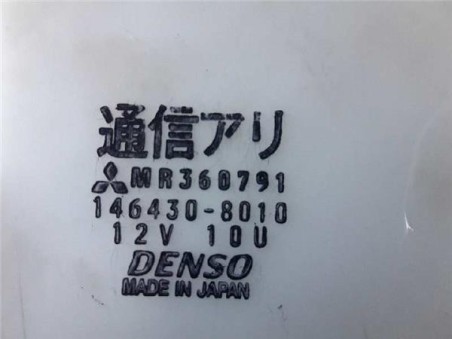 通信アリ
MR360791
146430-8010
12V 10U
DENSO
MADE IN JAPAN